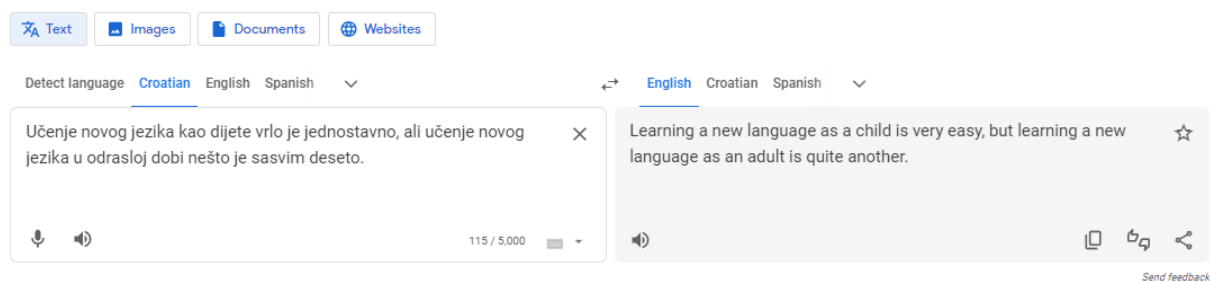 Text Images Documents Websites
Detect language Croatian English Spanish
English Croatian Spanish
Učenje novog jezika kao dijete vrlo je jednostavno, ali učenje novog
jezika u odrasloj dobi nešto je sasvim deseto.
115 / 5,000
Learning a new language as a child is very easy, but learning a new
language as an adult is quite another.
Send feedback